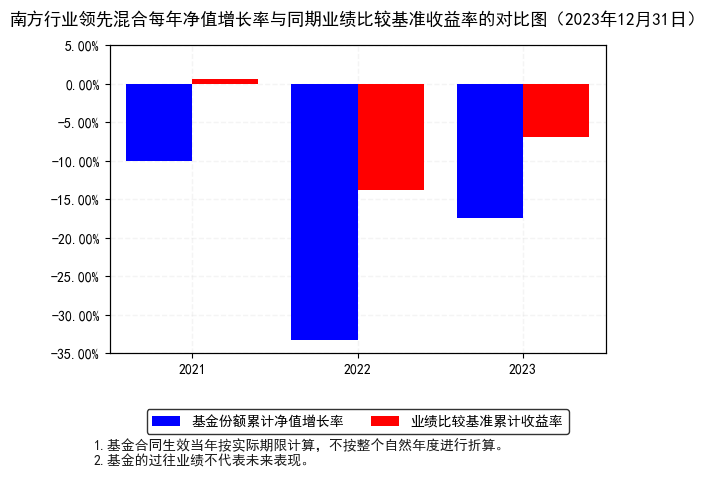 南方行业领先混合每年净值增长率与同期业绩比较基准收益率的对比图（2023年12月31日）
5.00%
0.00%
-5.00%
-10.00%
-15.00%
-20.00%
-25.00%
-30.00%
-35.00%
2021 2022 2023
基金份额累计净值增长率 业绩比较基准累计收益率
1.基金合同生效当年按实际期限计算，不按整个自然年度进行折算。
2.基金的过往业绩不代表未来表现。